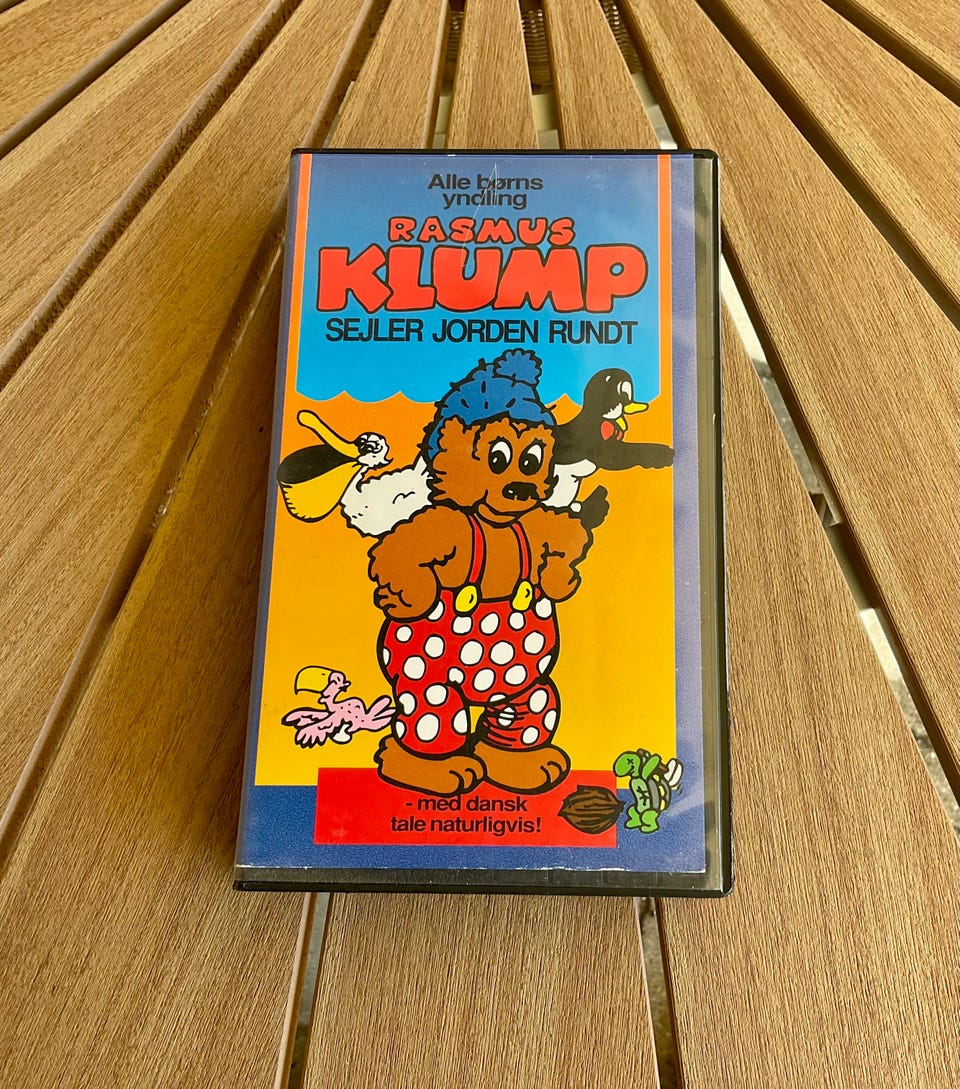 Alle børns
yndling
RASMUS
KLUMP
SEJLER JORDEN RUNDT
- med dansk
tale naturligvis!